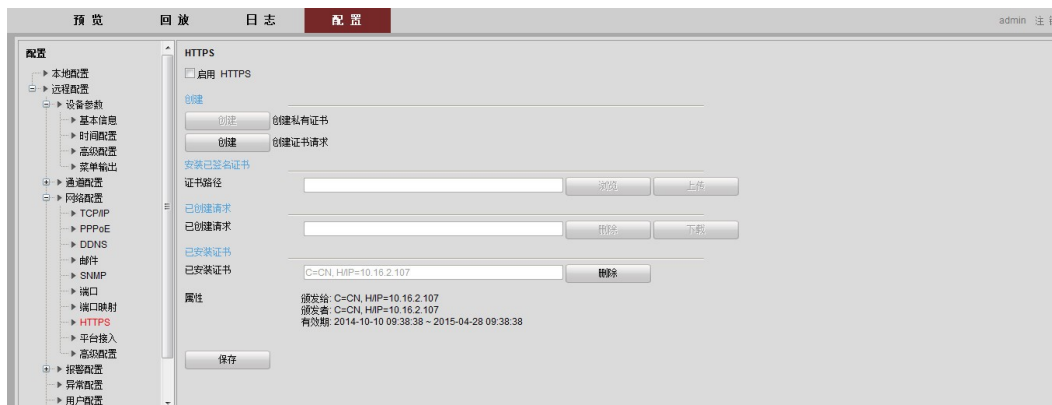 预览 回放 日志 配置 admin 注
配置
本地配置
远程配置
设备参数
基本信息
时间配置
高级配置
菜单输出
通道配置
网络配置
TCP/IP
PPPoE
DDNS
邮件
SNMP
端口
端口映射
HTTPS
平台接入
高级配置
报警配置
异常配置
用户配置
HTTPS
启用 HTTPS
创建
创建 创建私有证书
创建 创建证书请求
安装已签名证书
证书路径 浏览 上传
已创建请求
已创建请求 删除 下载
已安装证书
已安装证书 C=CN, H/IP=10.16.2.107 删除
属性 颁发给: C=CN, H/IP=10.16.2.107
颁发者: C=CN, H/IP=10.16.2.107
有效期: 2014-10-10 09:38:38 ~ 2015-04-28 09:38:38
保存